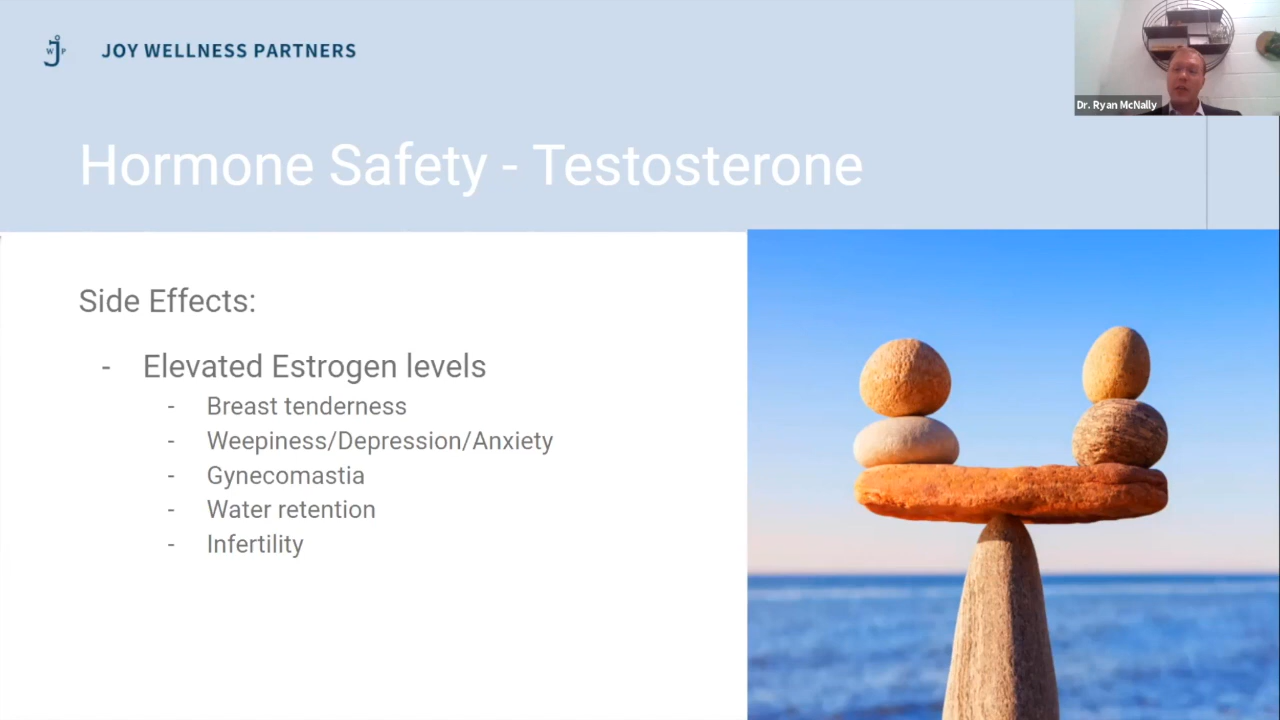 W J P
JOY WELLNESS PARTNERS
Dr. Ryan McNally
Hormone Safety - Testosterone
Side Effects:
- Elevated Estrogen levels
- Breast tenderness
- Weepiness/Depression/Anxiety
- Gynecomastia
- Water retention
- Infertility